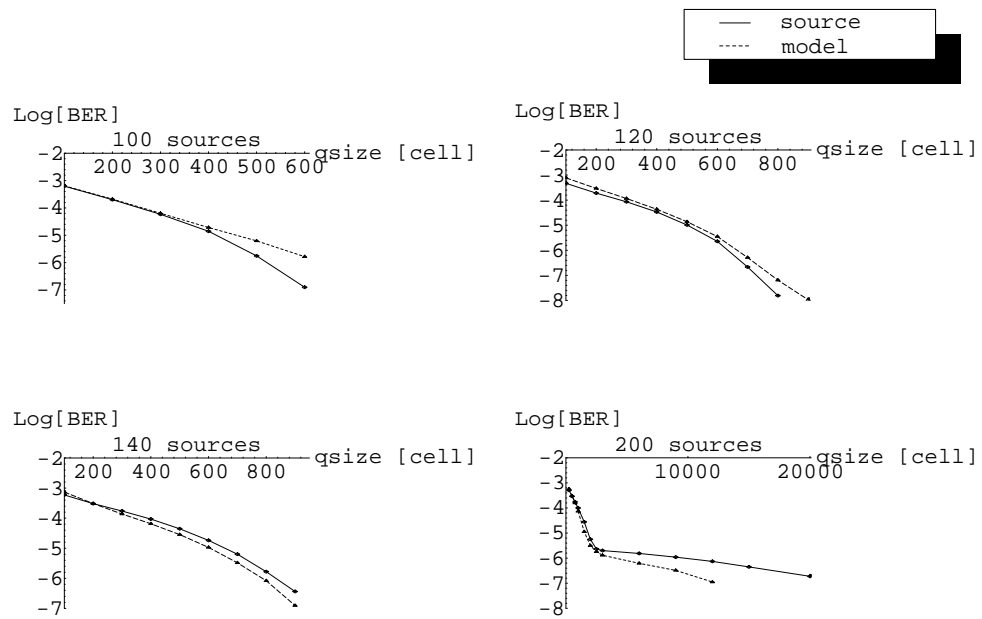 source
model
Log[BER]
100 sources
-2
200 300 400 500 600
qsize [cell]
-3
-4
-5
-6
-7
Log[BER]
120 sources
-2
200 400 600 800
qsize [cell]
-3
-4
-5
-6
-7
-8
Log[BER]
140 sources
-2
200 400 600 800
qsize [cell]
-3
-4
-5
-6
-7
Log[BER]
200 sources
-2
10000 20000
qsize [cell]
-3
-4
-5
-6
-7
-8